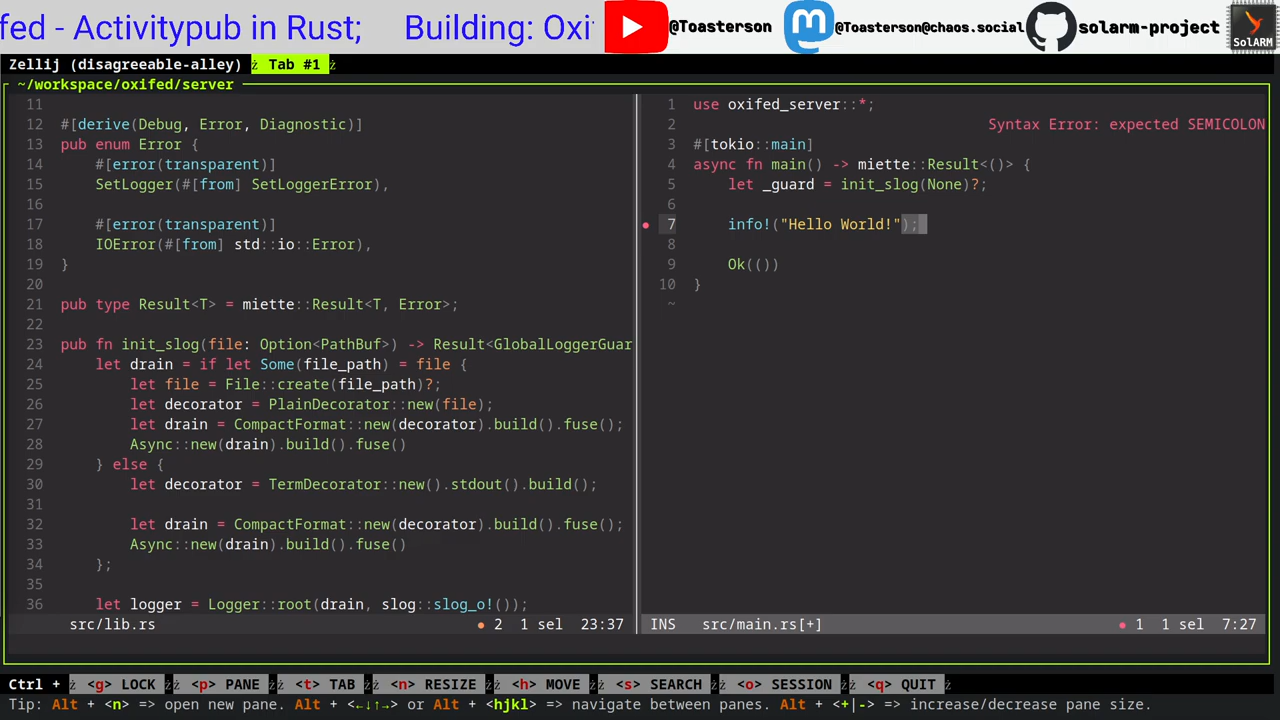 fed - Activitypub in Rust;    Building: Oxi
@Toasterson
@Toasterson@chaos.social
solarm-project
SolARM
Zellij (disagreeable-alley)  Tab #1
~/workspace/oxifed/server
11
12 #[derive(Debug, Error, Diagnostic)]
13 pub enum Error {
14     #[error(transparent)]
15     SetLogger(#[from] SetLoggerError),
16
17     #[error(transparent)]
18     IOError(#[from] std::io::Error),
19 }
20
21 pub type Result<T> = miette::Result<T, Error>;
22
23 pub fn init_slog(file: Option<PathBuf>) -> Result<GlobalLoggerGuar
24     let drain = if let Some(file_path) = file {
25         let file = File::create(file_path)?;
26         let decorator = PlainDecorator::new(file);
27         let drain = CompactFormat::new(decorator).build().fuse();
28         Async::new(drain).build().fuse()
29     } else {
30         let decorator = TermDecorator::new().stdout().build();
31
32         let drain = CompactFormat::new(decorator).build().fuse();
33         Async::new(drain).build().fuse()
34     };
35
36     let logger = Logger::root(drain, slog::slog_o!());
src/lib.rs ● 2 1 sel 23:37
1 use oxifed_server::*;
2 Syntax Error: expected SEMICOLON
3 #[tokio::main]
4 async fn main() -> miette::Result<()> {
5     let _guard = init_slog(None)?;
6
● 7     info!("Hello World!");
8
9     Ok(())
10 }
~
INS src/main.rs[+] ● 1 1 sel 7:27
Ctrl + <g> LOCK <p> PANE <t> TAB <n> RESIZE <h> MOVE <s> SEARCH <o> SESSION <q> QUIT
Tip: Alt + <n> => open new pane. Alt + <←↓↑→> or Alt + <hjkl> => navigate between panes. Alt + <+|-> => increase/decrease pane size.